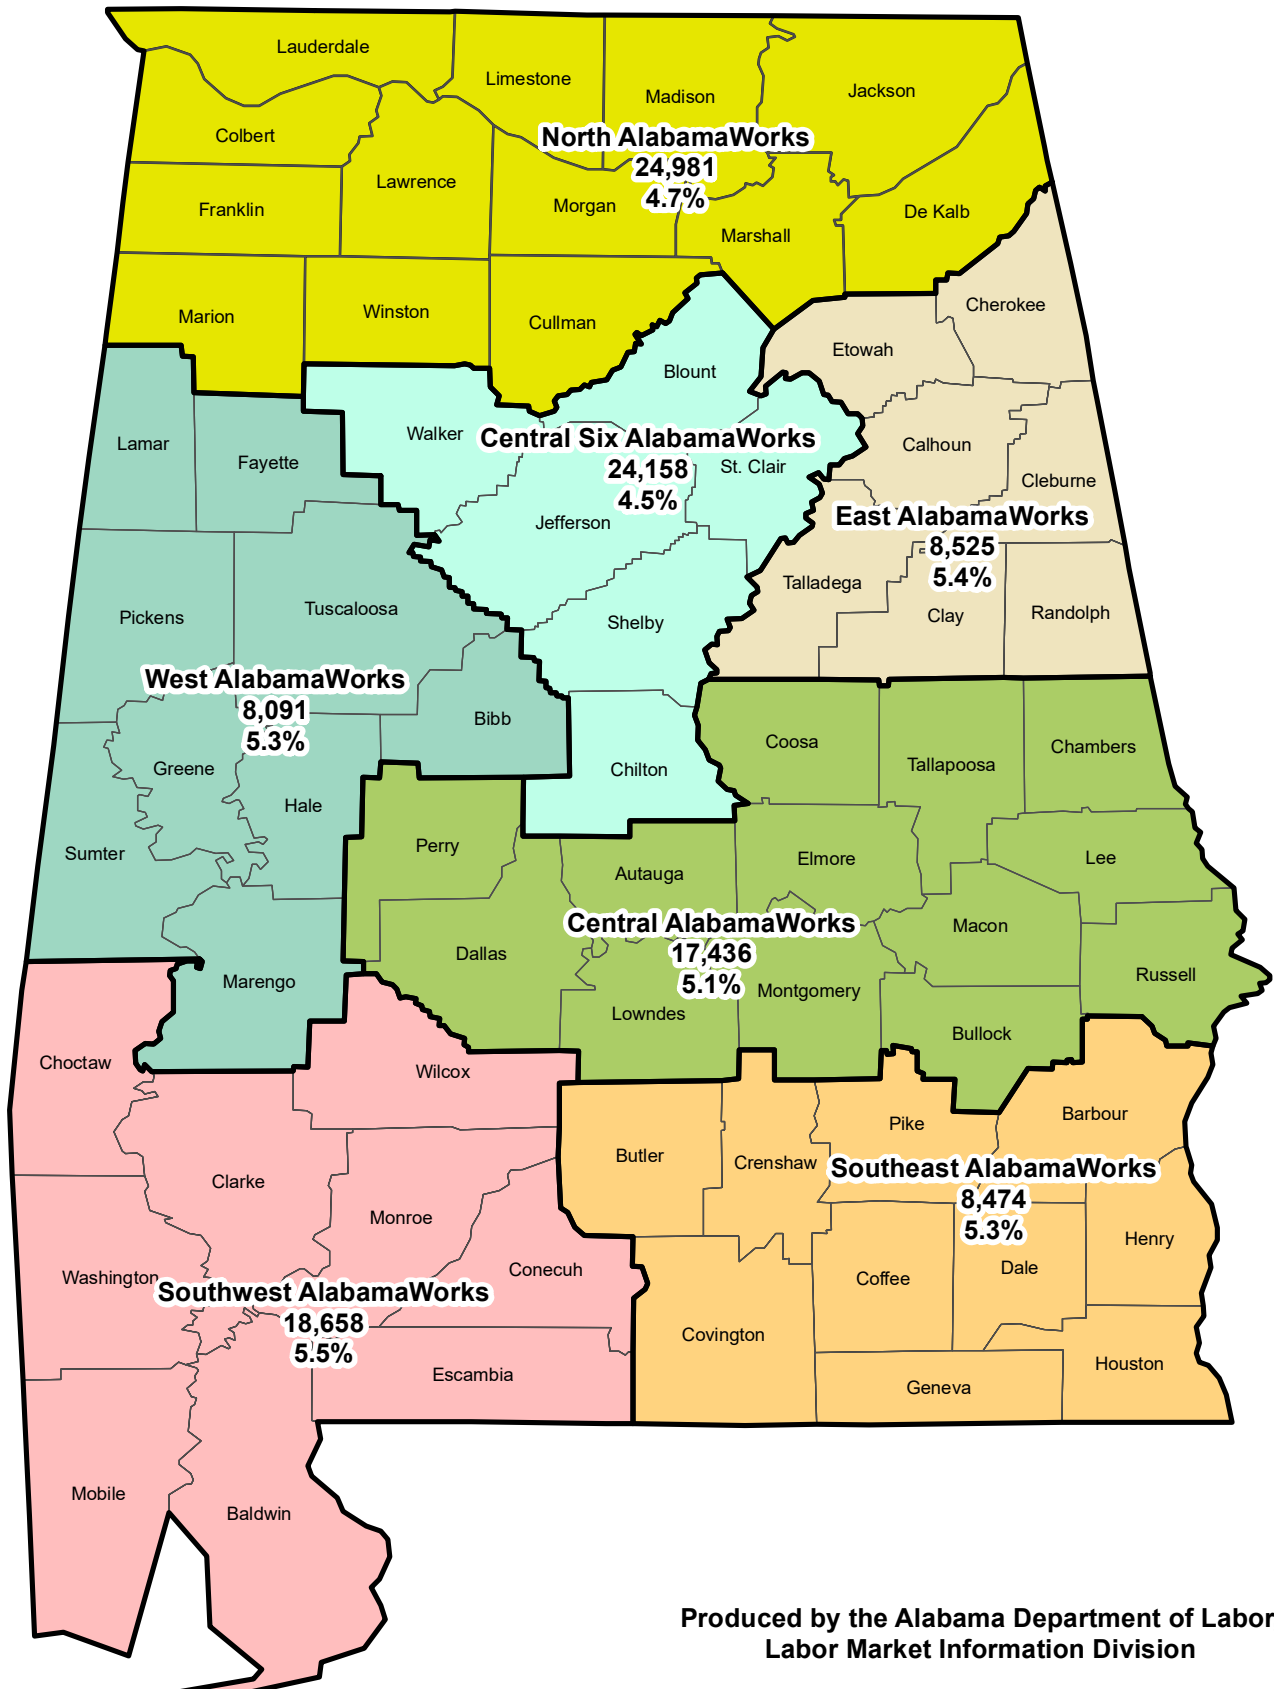 Lauderdale
Limestone
Madison
Jackson
Colbert
North AlabamaWorks
24,981
4.7%
Lawrence
Franklin
Morgan
De Kalb
Marshall
Marion
Winston
Cullman
Cherokee
Etowah
Blount
Lamar
Fayette
Walker
Central Six AlabamaWorks
24,158
4.5%
St. Clair
Calhoun
Cleburne
Jefferson
East AlabamaWorks
8,525
5.4%
Talladega
Clay
Randolph
Pickens
Tuscaloosa
Shelby
West AlabamaWorks
8,091
5.3%
Bibb
Greene
Hale
Chilton
Coosa
Tallapoosa
Chambers
Sumter
Perry
Autauga
Elmore
Lee
Central AlabamaWorks
17,436
5.1%
Macon
Dallas
Marengo
Lowndes
Montgomery
Russell
Bullock
Choctaw
Wilcox
Butler
Crenshaw
Pike
Barbour
Southeast AlabamaWorks
8,474
5.3%
Clarke
Monroe
Henry
Washington
Conecuh
Coffee
Dale
Southwest AlabamaWorks
18,658
5.5%
Covington
Escambia
Geneva
Houston
Mobile
Baldwin
Produced by the Alabama Department of Labor
Labor Market Information Division